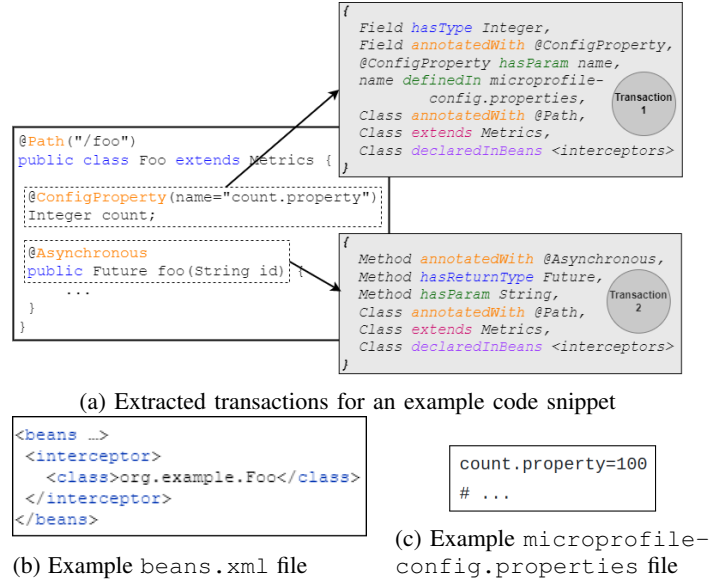 @Path("/foo")
public class Foo extends Metrics {
@ConfigProperty(name="count.property")
Integer count;
@Asynchronous
public Future foo(String id) {
...
}
}
{
Field hasType Integer,
Field annotatedWith @ConfigProperty,
@ConfigProperty hasParam name,
name definedIn microprofile-
config.properties,
Class annotatedWith @Path,
Class extends Metrics,
Class declaredInBeans <interceptors>
}
Transaction
1
{
Method annotatedWith @Asynchronous,
Method hasReturnType Future,
Method hasParam String,
Class annotatedWith @Path,
Class extends Metrics,
Class declaredInBeans <interceptors>
}
Transaction
2
(a) Extracted transactions for an example code snippet
<beans …>
<interceptor>
<class>org.example.Foo</class>
</interceptor>
</beans>
(b) Example beans.xml file
count.property=100
# ...
(c) Example microprofile-
config.properties file